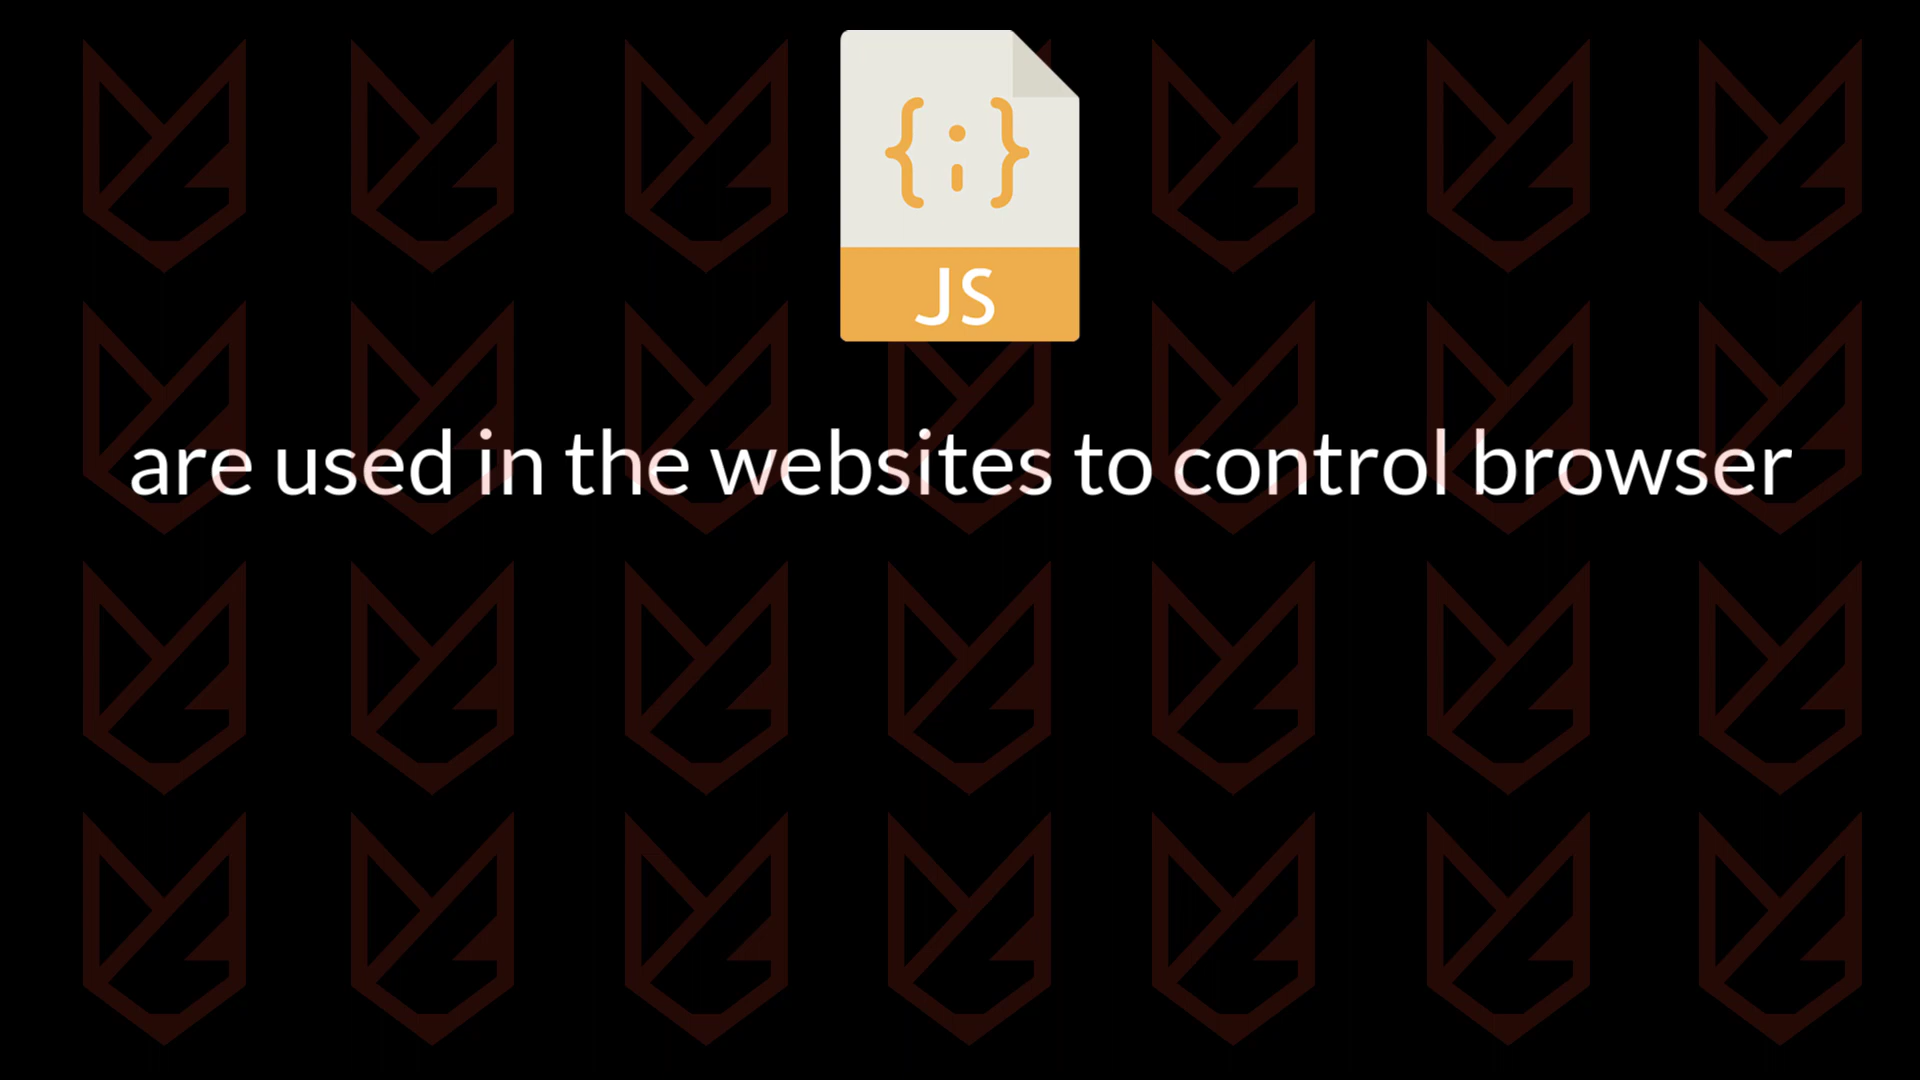 {;}
JS
are used in the websites to control browser